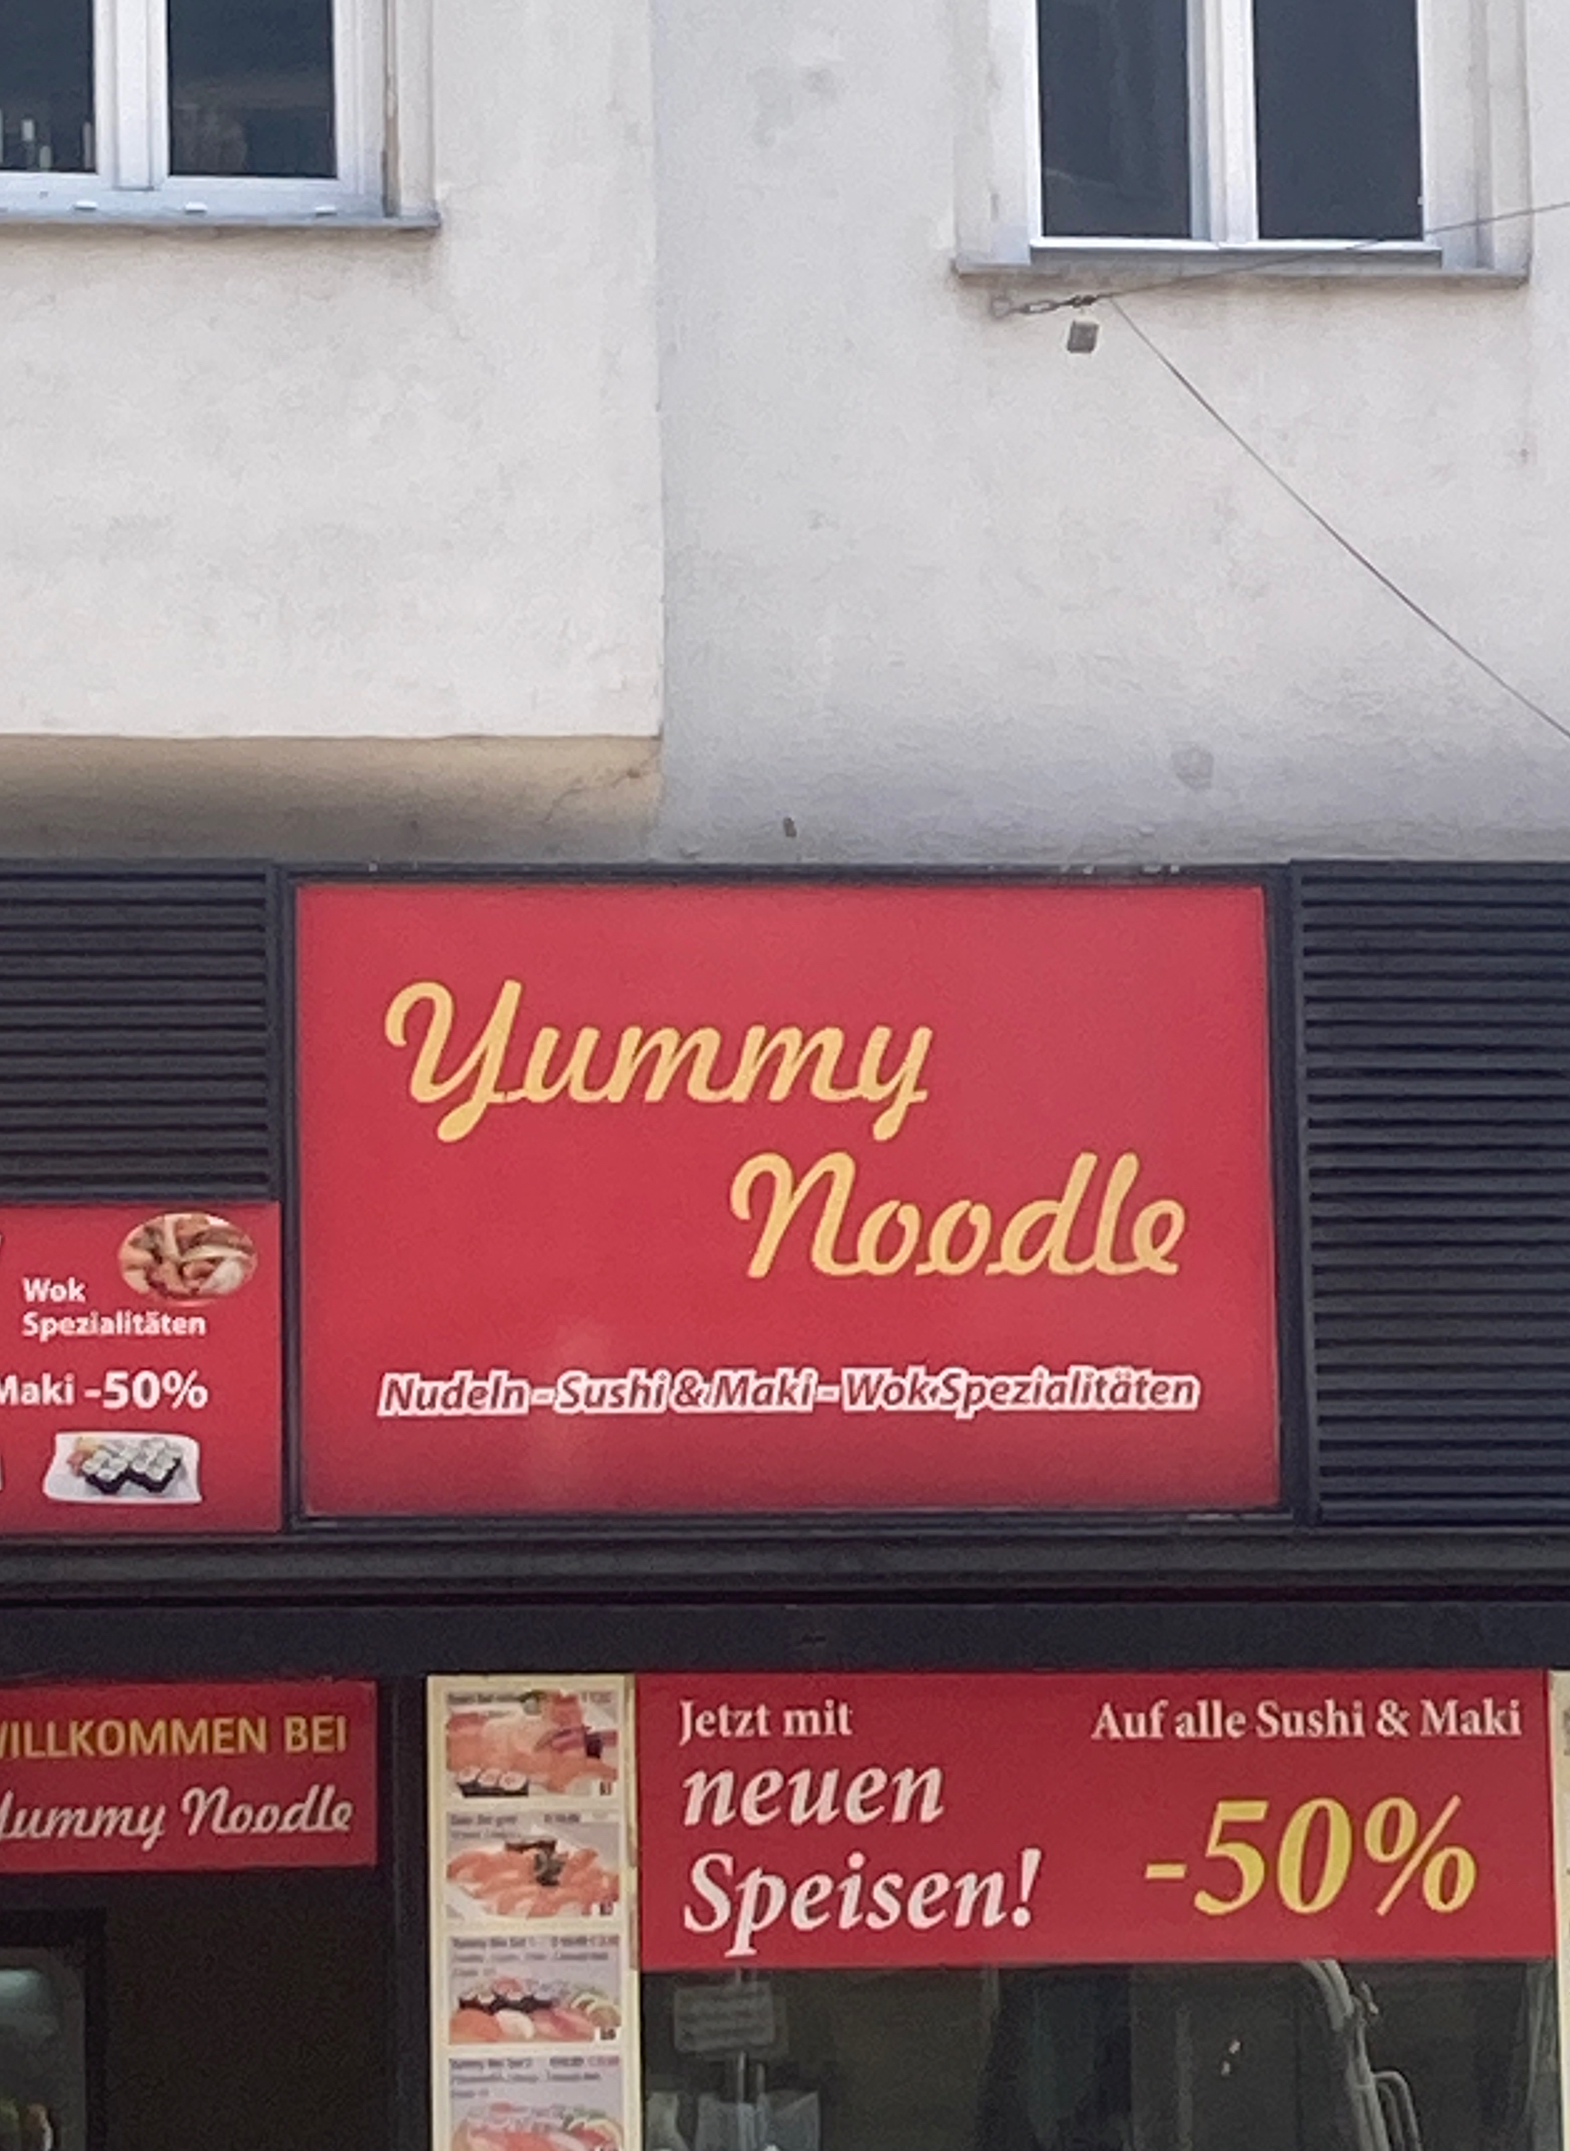 Yummy
Noodle
Nudeln - Sushi & Maki - Wok-Spezialitäten
Wok
Spezialitäten
Maki -50%
WILLKOMMEN BEI
Yummy Noodle
Jetzt mit
neuen
Speisen!
Auf alle Sushi & Maki
-50%